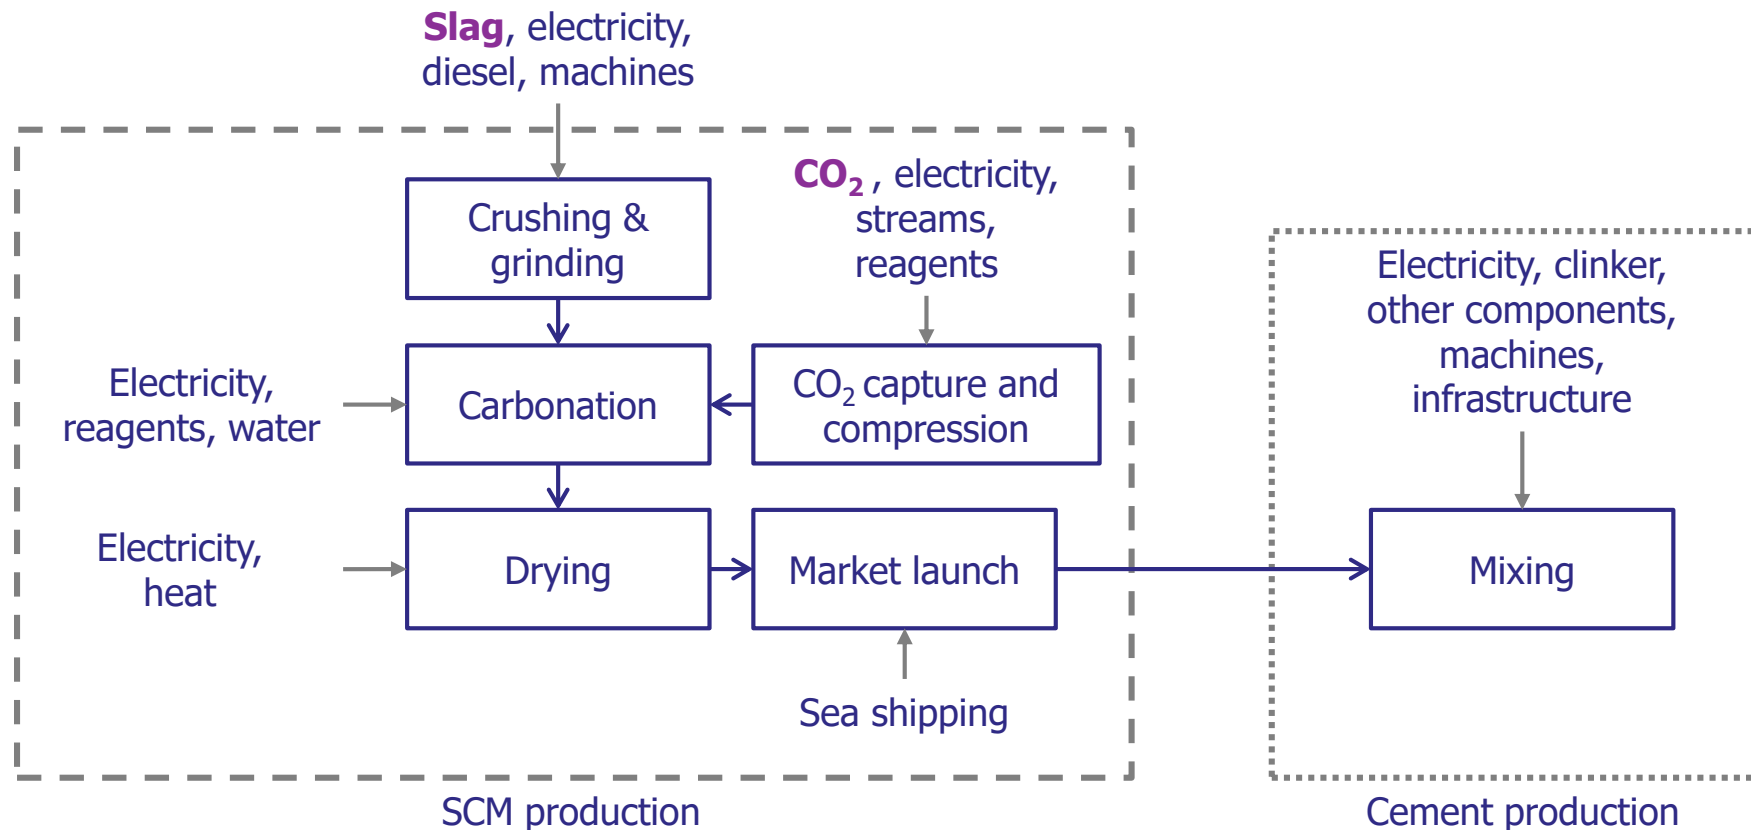 Slag, electricity,
diesel, machines
CO₂ , electricity,
streams,
reagents
Crushing &
grinding
Electricity, clinker,
other components,
machines,
infrastructure
Electricity,
reagents, water
Carbonation
CO₂ capture and
compression
Electricity,
heat
Drying
Market launch
Mixing
Sea shipping
SCM production
Cement production